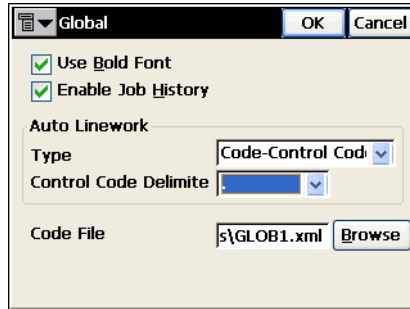 Global OK Cancel
Use Bold Font
Enable Job History
Auto Linework
Type Code-Control Cod
Control Code Delimite .
Code File s\GLOB1.xml Browse